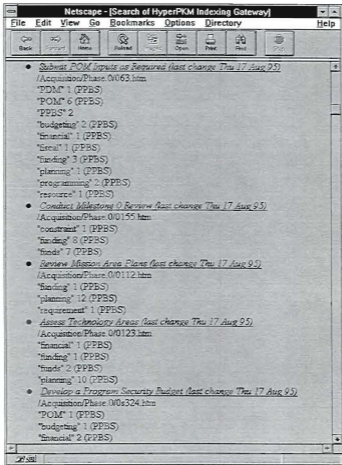 Netscape - [Search of HyperPKM Indexing Gateway]
File Edit View Go Bookmarks Options Directory Help
Back Forward Home Reload Images Open Print Find Stop
Submit POM Inputs as Required (last change Thu 17 Aug 95)
/Acquisition/Phase.0/063.htm
"PDM" 1 (PPBS)
"POM" 6 (PPBS)
"PPBS" 2
"budgeting" 2 (PPBS)
"financial" 1 (PPBS)
"fiscal" 1 (PPBS)
"funding" 3 (PPBS)
"planning" 1 (PPBS)
"programming" 2 (PPBS)
"resource" 1 (PPBS)
Conduct Milestone 0 Review (last change Thu 17 Aug 95)
/Acquisition/Phase.0/0155.htm
"constraint" 1 (PPBS)
"funding" 8 (PPBS)
"funds" 7 (PPBS)
Review Mission Area Plans (last change Thu 17 Aug 95)
/Acquisition/Phase.0/0112.htm
"funding" 1 (PPBS)
"planning" 12 (PPBS)
"requirement" 1 (PPBS)
Assess Technology Areas (last change Thu 17 Aug 95)
/Acquisition/Phase.0/0123.htm
"financial" 1 (PPBS)
"funding" 1 (PPBS)
"funds" 2 (PPBS)
"planning" 10 (PPBS)
Develop a Program Security Budget (last change Thu 17 Aug 95)
/Acquisition/Phase.0/0s324.htm
"POM" 1 (PPBS)
"budgeting" 1 (PPBS)
"financial" 2 (PPBS)